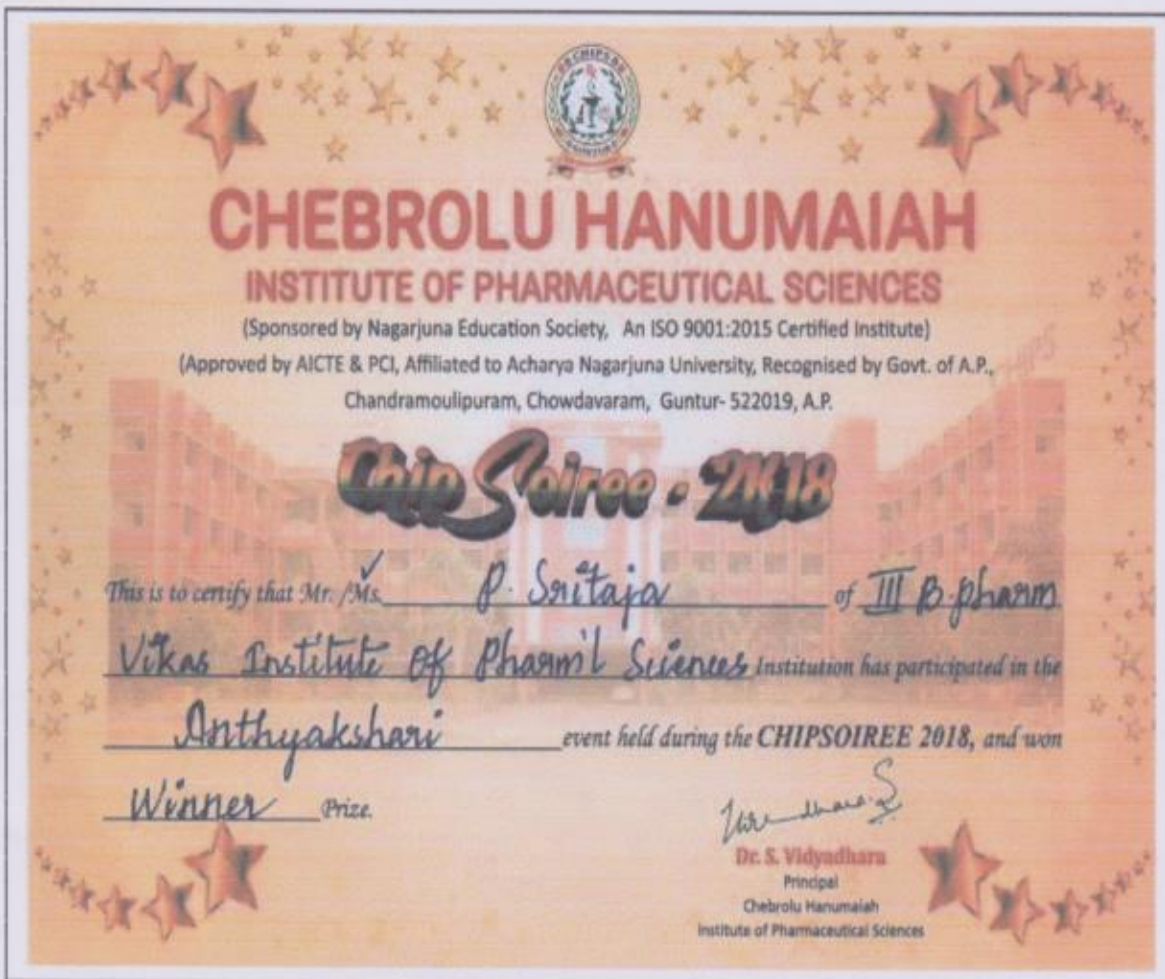 CHEBROLU HANUMAIAH
INSTITUTE OF PHARMACEUTICAL SCIENCES
(Sponsored by Nagarjuna Education Society, An ISO 9001:2015 Certified Institute)
(Approved by AICTE & PCI, Affiliated to Acharya Nagarjuna University, Recognised by Govt. of A.P.,
Chandramoulipuram, Chowdavaram, Guntur- 522019, A.P.
Chip Soiree - 2K18
This is to certify that Mr. /Ms. P. Sritaja of III B.pharm
Vikas Institute Of Pharm'l Sciences Institution has participated in the
Anthyakshari event held during the CHIPSOIREE 2018, and won
Winner Prize.
Dr. S. Vidyadhara
Principal
Chebrolu Hanumaiah
Institute of Pharmaceutical Sciences